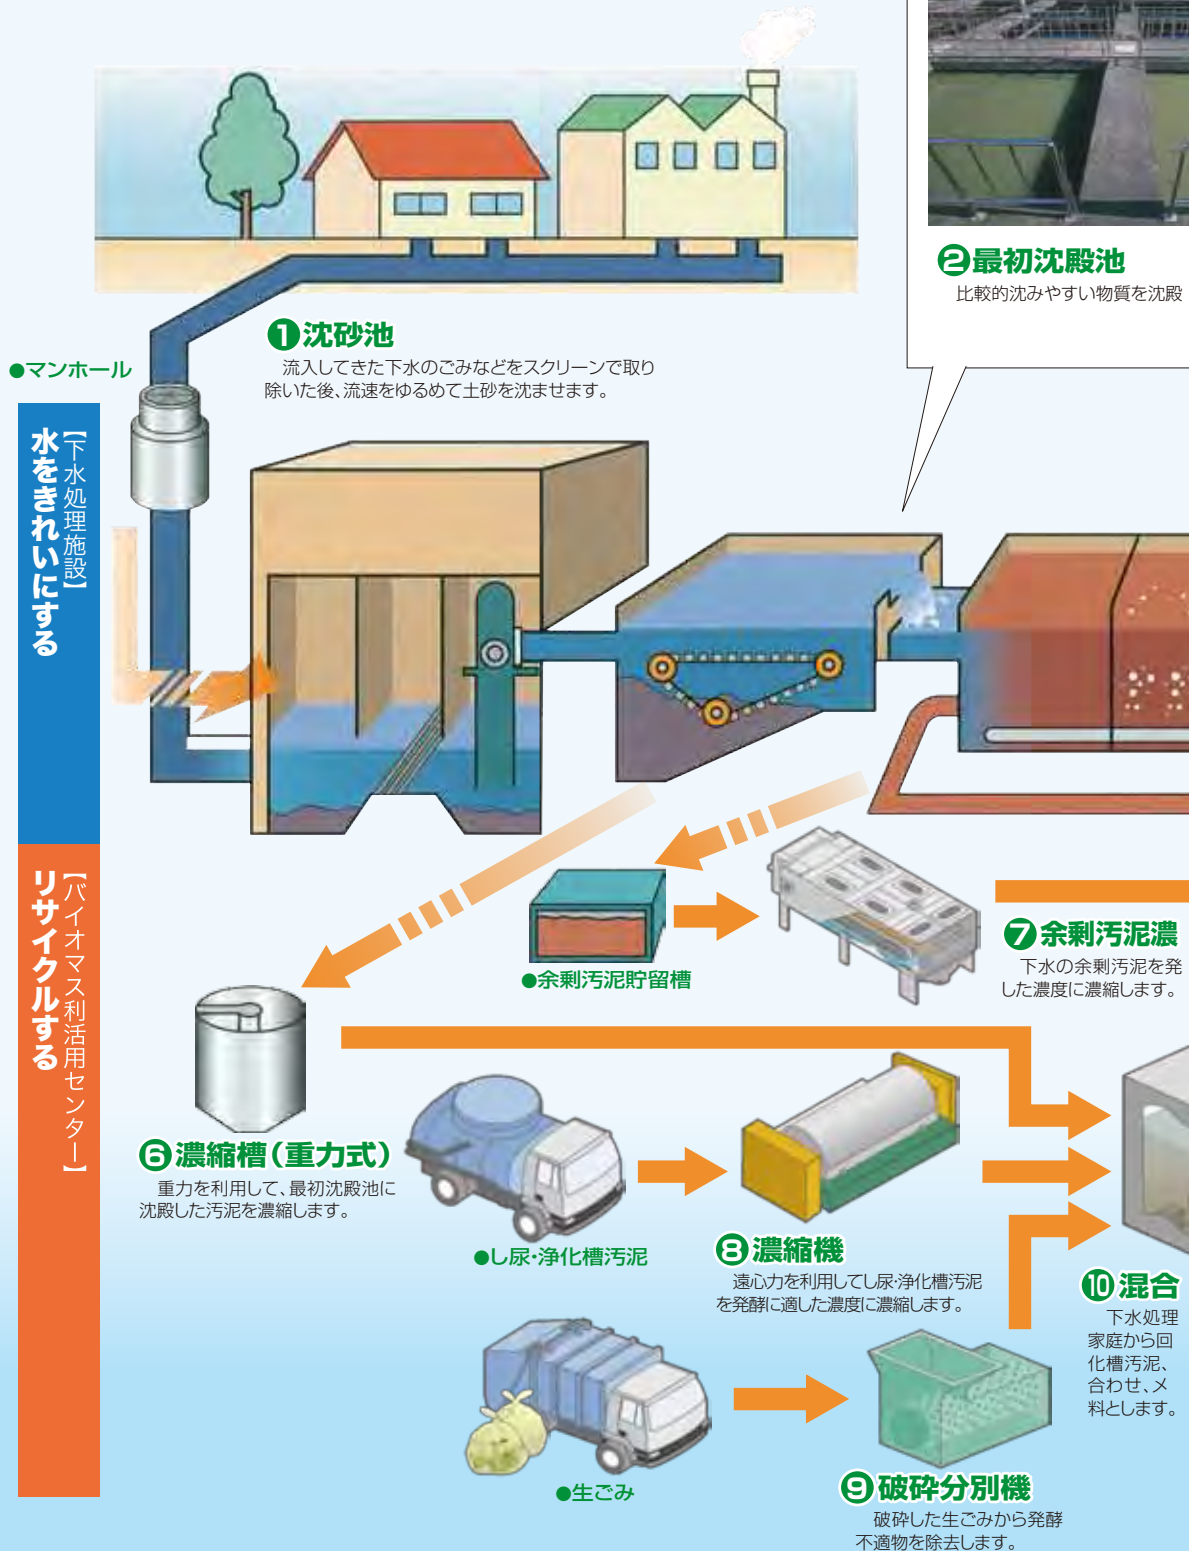 ❷最初沈殿池
比較的沈みやすい物質を沈殿
❶沈砂池
流入してきた下水のごみなどをスクリーンで取り
除いた後、流速をゆるめて土砂を沈ませます。
●マンホール
【下水処理施設】
水をきれいにする
【バイオマス利活用センター】
リサイクルする
●余剰汚泥貯留槽
❼余剰汚泥濃
下水の余剰汚泥を発
した濃度に濃縮します。
❻濃縮槽(重力式)
重力を利用して、最初沈殿池に
沈殿した汚泥を濃縮します。
●し尿・浄化槽汚泥
❽濃縮機
遠心力を利用してし尿・浄化槽汚泥
を発酵に適した濃度に濃縮します。
❿混合
下水処理
家庭から回
化槽汚泥、
合わせ、メ
料とします。
●生ごみ
❾破砕分別機
破砕した生ごみから発酵
不適物を除去します。